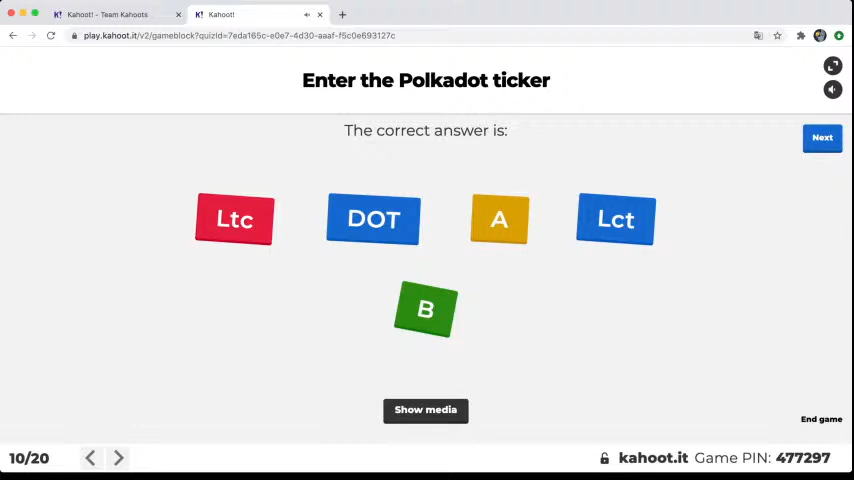 K! Kahoot! - Team Kahoots
K! Kahoot!
play.kahoot.it/v2/gameblock?quizId=7eda165c-e0e7-4d30-aaaf-f5c0e693127c
Enter the Polkadot ticker
The correct answer is:
Next
Ltc DOT A Lct
B
Show media
End game
10/20
kahoot.it Game PIN: 477297